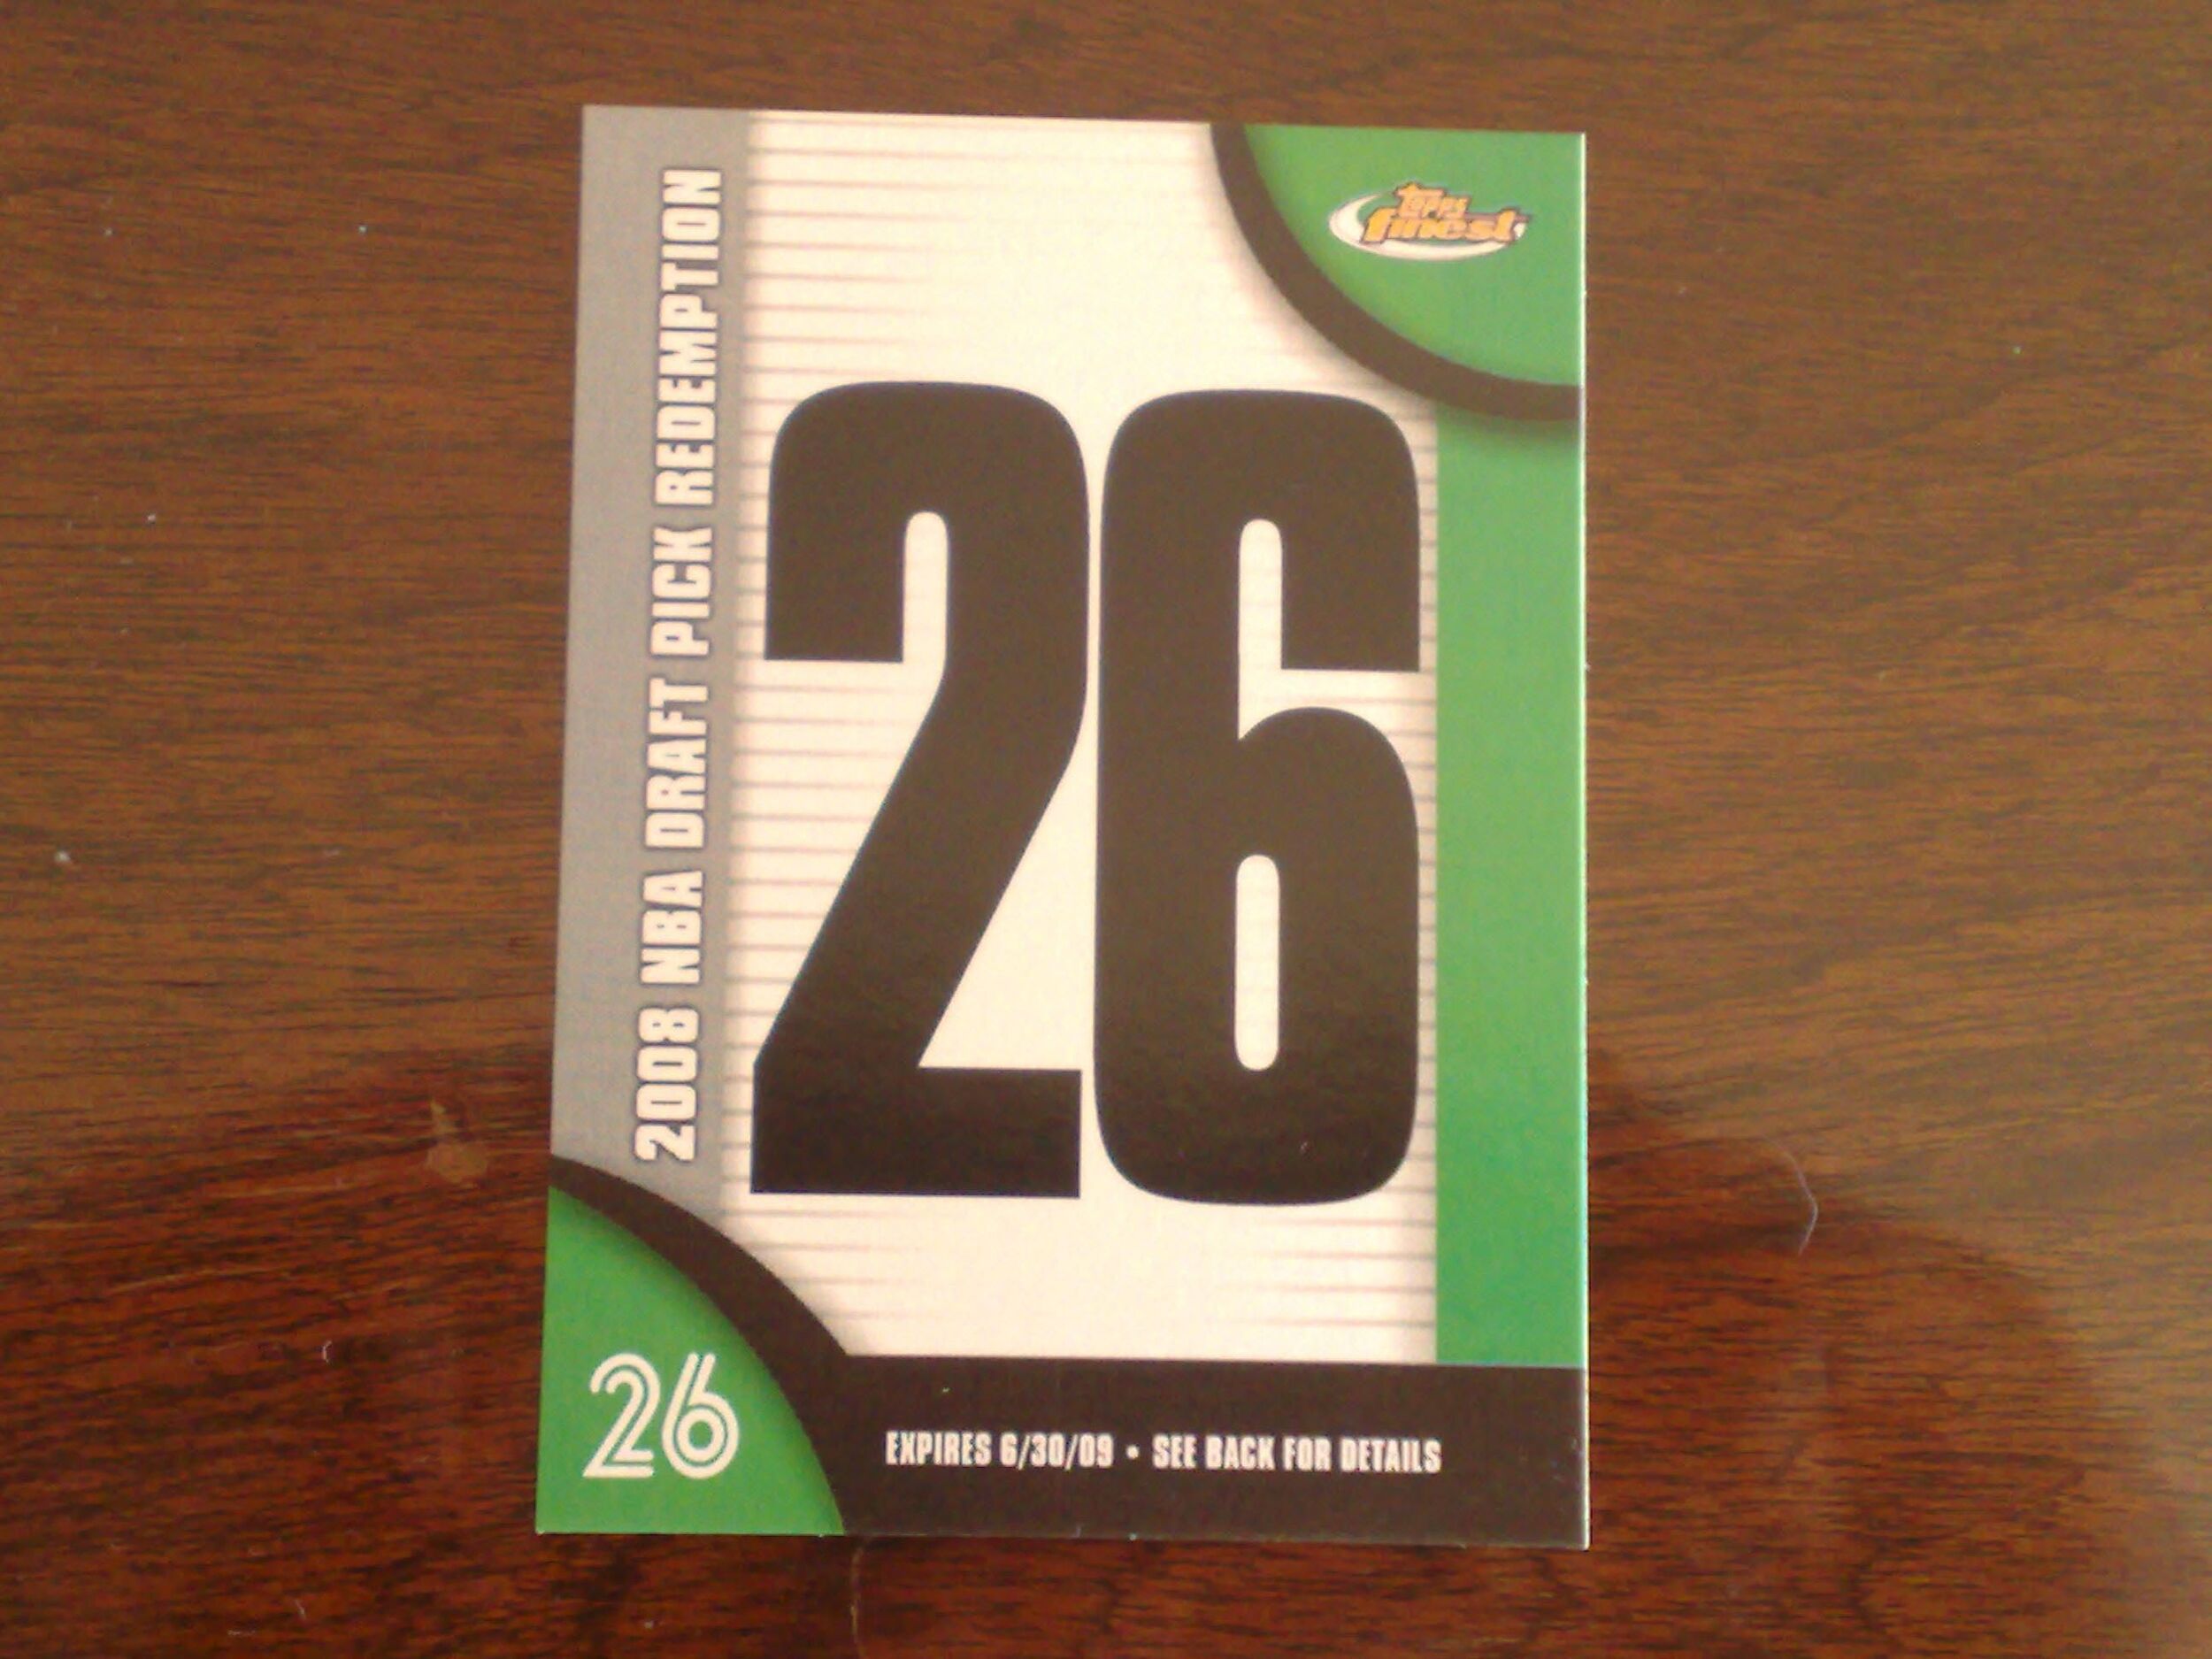 topps
finest
2008 NBA DRAFT PICK REDEMPTION
26
26
EXPIRES 6/30/09 • SEE BACK FOR DETAILS